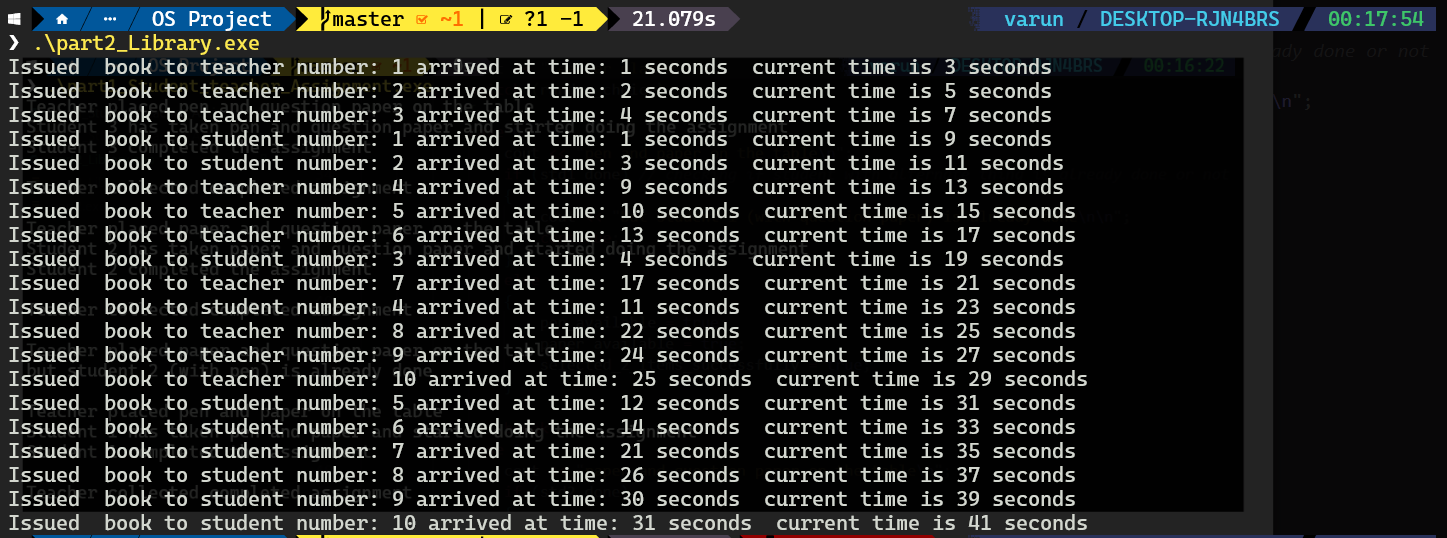 OS Project master ~1 | ?1 -1 21.079s varun / DESKTOP-RJN4BRS 00:17:54
❯ .\part2_Library.exe
Issued  book to teacher number: 1 arrived at time: 1 seconds  current time is 3 seconds
Issued  book to teacher number: 2 arrived at time: 2 seconds  current time is 5 seconds
Issued  book to teacher number: 3 arrived at time: 4 seconds  current time is 7 seconds
Issued  book to student number: 1 arrived at time: 1 seconds  current time is 9 seconds
Issued  book to student number: 2 arrived at time: 3 seconds  current time is 11 seconds
Issued  book to teacher number: 4 arrived at time: 9 seconds  current time is 13 seconds
Issued  book to teacher number: 5 arrived at time: 10 seconds  current time is 15 seconds
Issued  book to teacher number: 6 arrived at time: 13 seconds  current time is 17 seconds
Issued  book to student number: 3 arrived at time: 4 seconds  current time is 19 seconds
Issued  book to teacher number: 7 arrived at time: 17 seconds  current time is 21 seconds
Issued  book to student number: 4 arrived at time: 11 seconds  current time is 23 seconds
Issued  book to teacher number: 8 arrived at time: 22 seconds  current time is 25 seconds
Issued  book to teacher number: 9 arrived at time: 24 seconds  current time is 27 seconds
Issued  book to teacher number: 10 arrived at time: 25 seconds  current time is 29 seconds
Issued  book to student number: 5 arrived at time: 12 seconds  current time is 31 seconds
Issued  book to student number: 6 arrived at time: 14 seconds  current time is 33 seconds
Issued  book to student number: 7 arrived at time: 21 seconds  current time is 35 seconds
Issued  book to student number: 8 arrived at time: 26 seconds  current time is 37 seconds
Issued  book to student number: 9 arrived at time: 30 seconds  current time is 39 seconds
Issued  book to student number: 10 arrived at time: 31 seconds  current time is 41 seconds